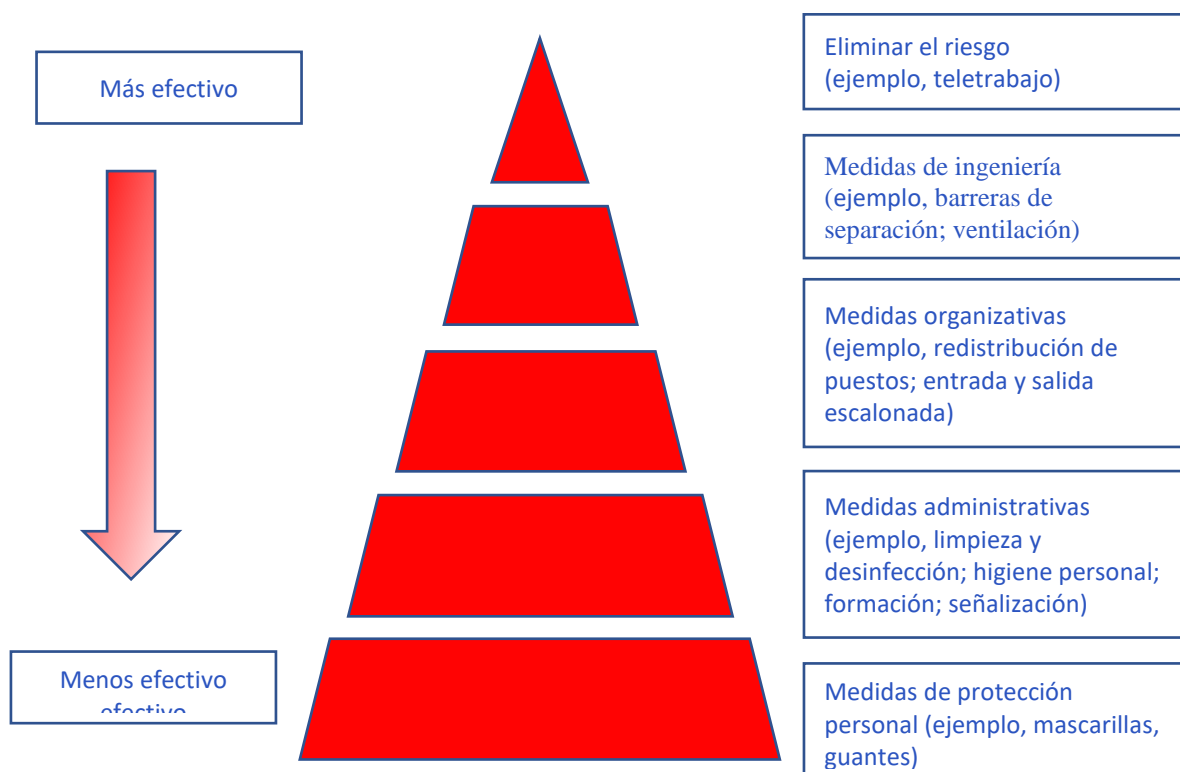 Más efectivo
Eliminar el riesgo
(ejemplo, teletrabajo)
Medidas de ingeniería
(ejemplo, barreras de
separación; ventilación)
Medidas organizativas
(ejemplo, redistribución de
puestos; entrada y salida
escalonada)
Medidas administrativas
(ejemplo, limpieza y
desinfección; higiene personal;
formación; señalización)
Menos efectivo
efectivo
Medidas de protección
personal (ejemplo, mascarillas,
guantes)